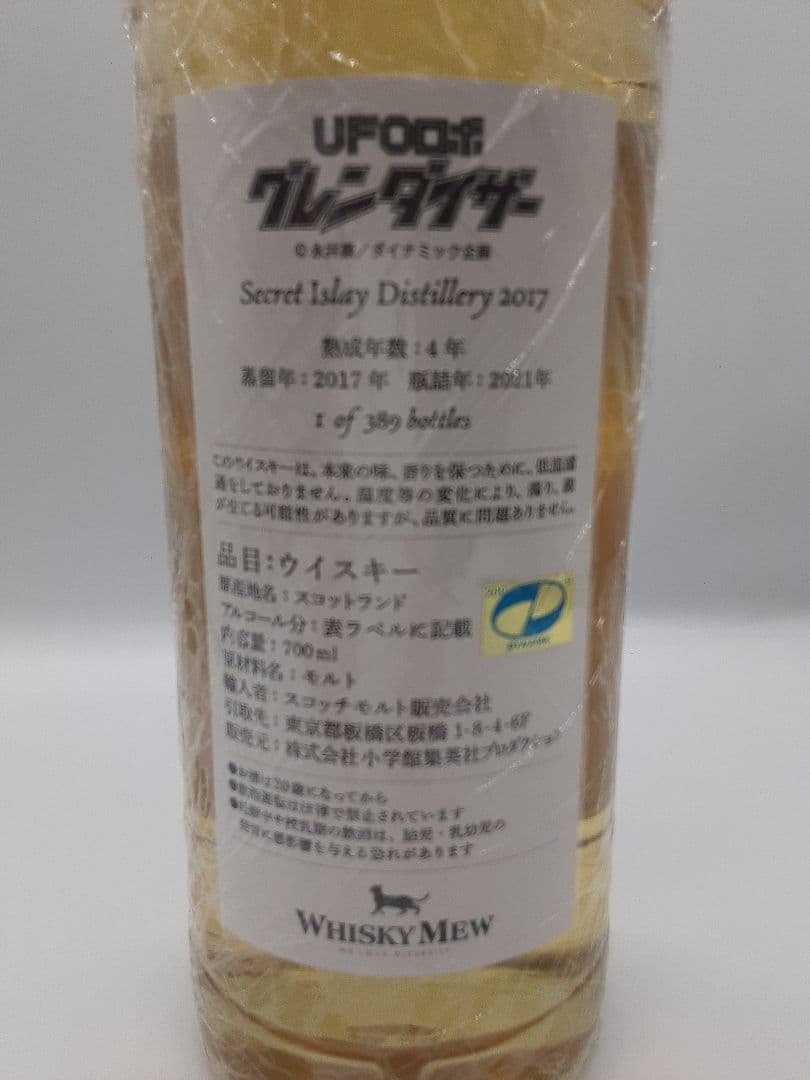 UFOロボ
グレンダイザー
©永井豪／ダイナミック企画
Secret Islay Distillery 2017
熟成年数：4年
蒸留年：2017年 瓶詰年：2021年
1 of 389 bottles
このウイスキーは、本来の味、香りを保つために、低温濾
過をしておりません。温度等の変化により、濁り、澱
が生じる可能性がありますが、品質に問題ありません。
品目：ウイスキー
原産地名：スコットランド
アルコール分：表ラベルに記載
内容量：700ml
原材料名：モルト
輸入者：スコッチモルト販売会社
引取先：東京都板橋区板橋 1-8-4-6F
販売元：株式会社小学館集英社プロダクション
●お酒は20歳になってから
●飲酒運転は法律で禁止されています
●妊娠中や授乳期の飲酒は、胎児・乳幼児の
発育に悪影響を与える恐れがあります
WHISKY MEW